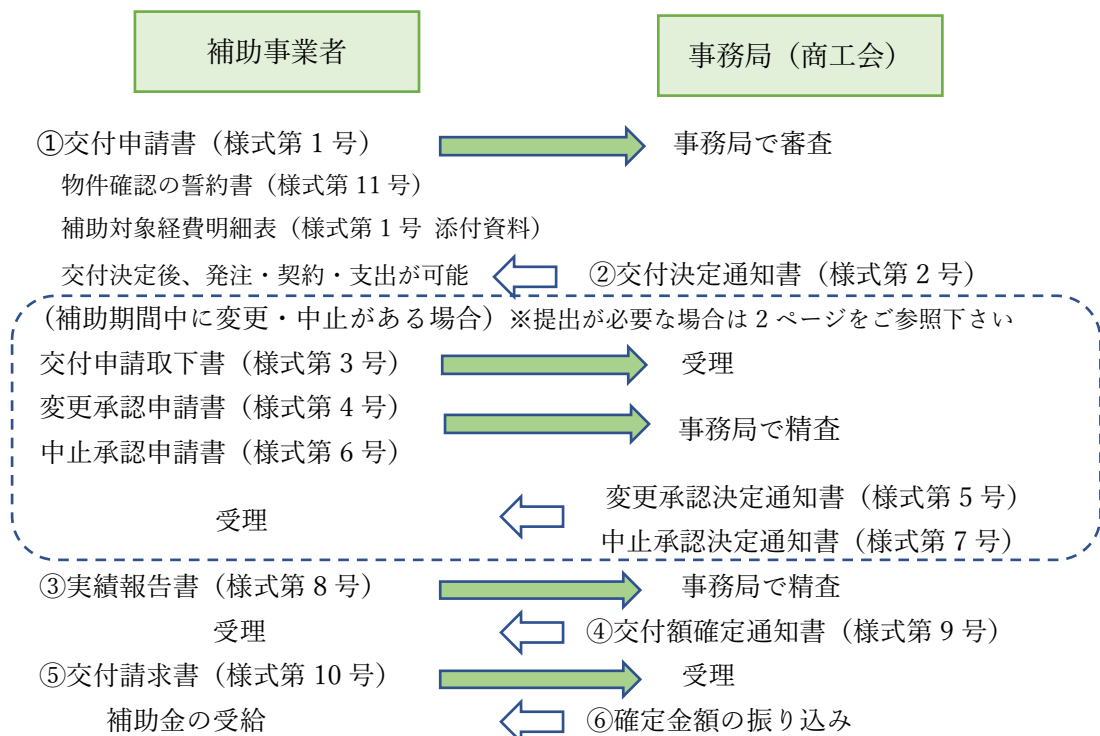 補助事業者 事務局(商工会)
①交付申請書(様式第 1 号) 事務局で審査
物件確認の誓約書(様式第 11 号)
補助対象経費明細表(様式第 1 号 添付資料)
交付決定後、発注・契約・支出が可能 ②交付決定通知書(様式第 2 号)
(補助期間中に変更・中止がある場合)※提出が必要な場合は 2 ページをご参照下さい
交付申請取下書(様式第 3 号) 受理
変更承認申請書(様式第 4 号)
事務局で精査
中止承認申請書(様式第 6 号)
変更承認決定通知書(様式第 5 号)
受理
中止承認決定通知書(様式第 7 号)
③実績報告書(様式第 8 号) 事務局で精査
受理 ④交付額確定通知書(様式第 9 号)
⑤交付請求書(様式第 10 号) 受理
補助金の受給 ⑥確定金額の振り込み